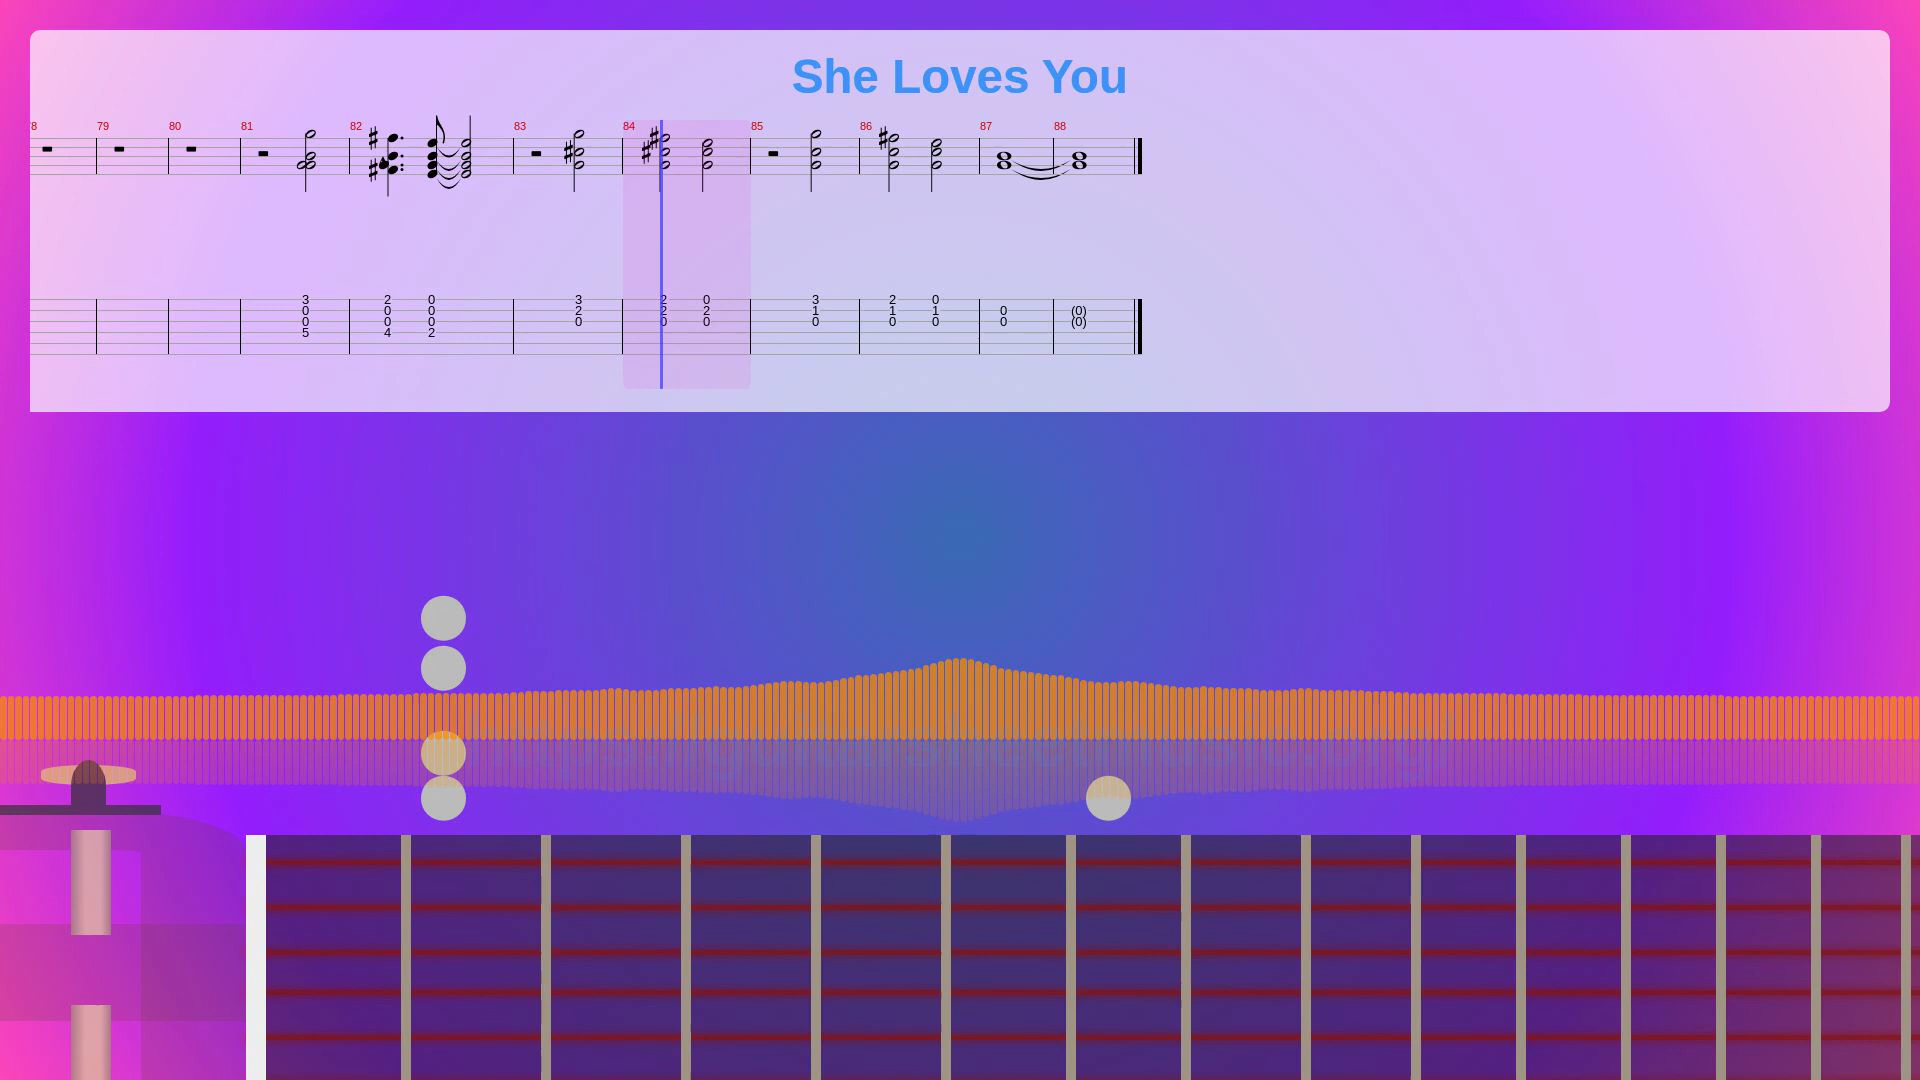 She Loves You
8 79 80 81 82 83 84 85 86 87 88
3 2 0 3 2 0 3 2 0
0 0 0 2 2 2 1 1 1 0 (0)
0 0 0 0 0 0 0 0 0 0 (0)
5 4 2